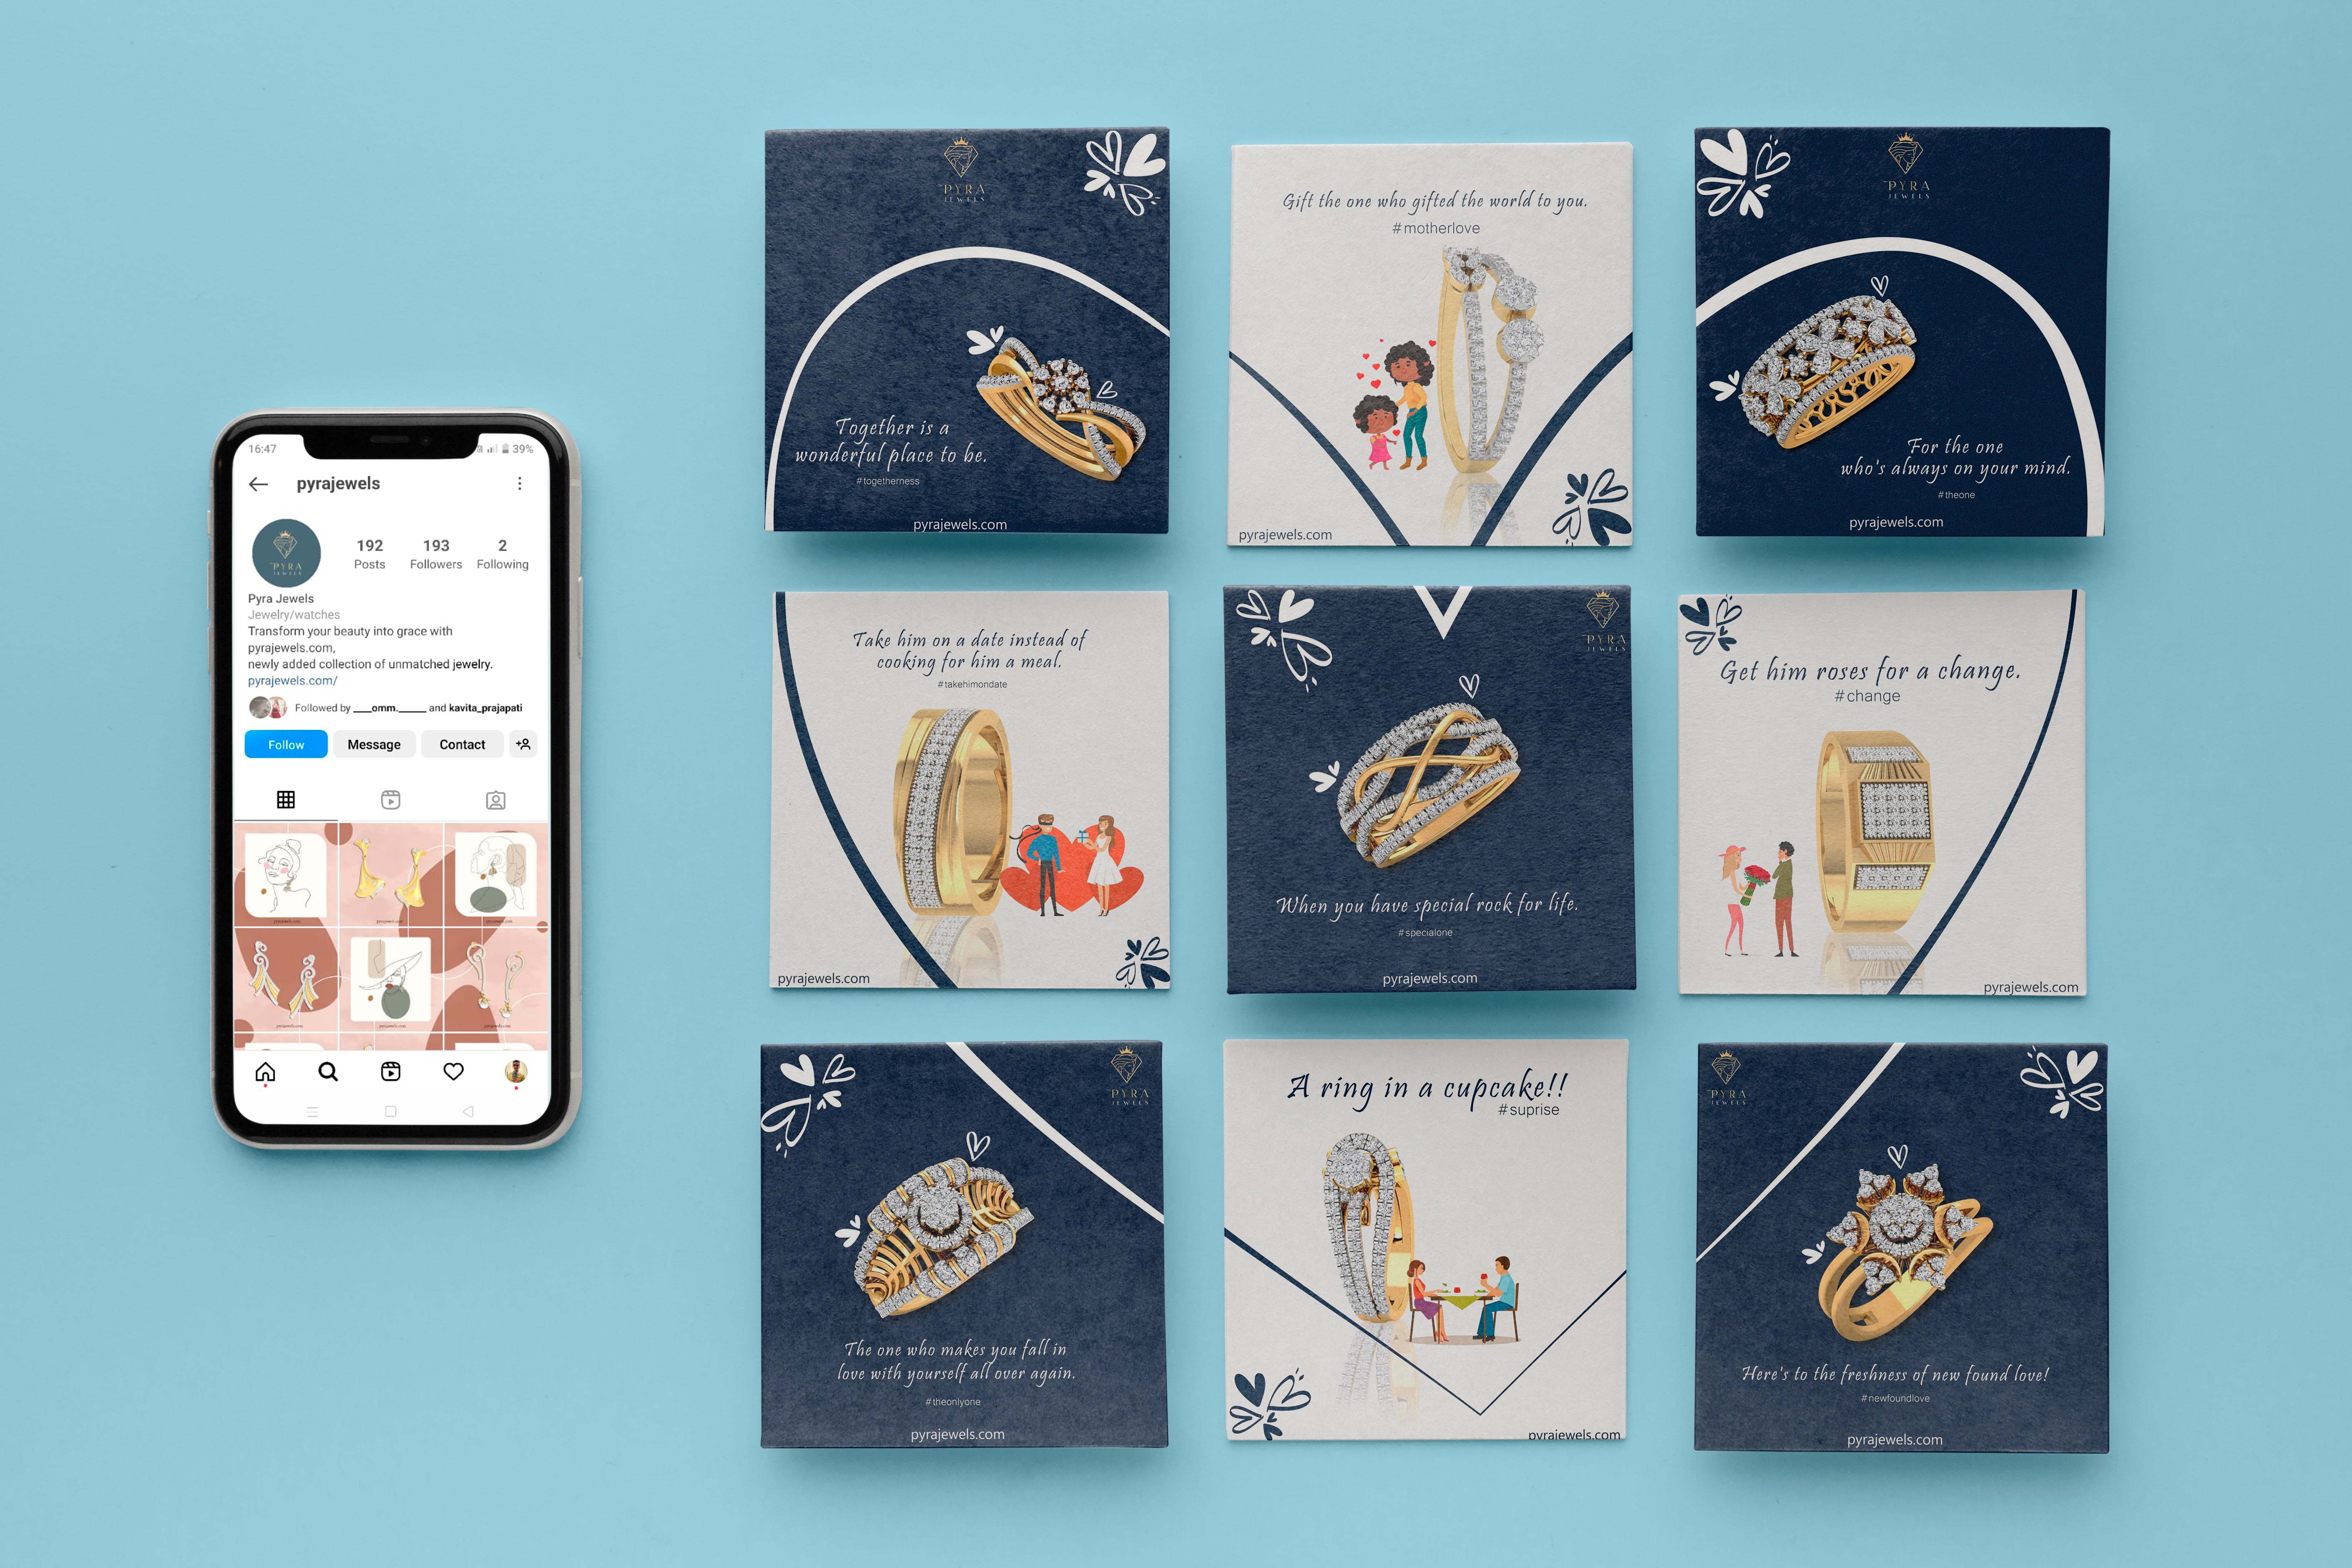 16:47
39%
pyrajewels
192
193
2
Posts
Followers
Following
PYRA
JEWELS
Pyra Jewels
Jewelry/watches
Transform your beauty into grace with
pyrajewels.com,
newly added collection of unmatched jewelry.
pyrajewels.com/
Followed by ___omm.______ and kavita_prajapati
Follow
Message
Contact
PYRA
JEWELS
Together is a
wonderful place to be.
#togetherness
pyrajewels.com
Gift the one who gifted the world to you.
#motherlove
pyrajewels.com
PYRA
JEWELS
For the one
who's always on your mind.
#theone
pyrajewels.com
Take him on a date instead of
cooking for him a meal.
#takehimondate
pyrajewels.com
PYRA
JEWELS
When you have special rock for life.
#specialone
pyrajewels.com
Get him roses for a change.
#change
pyrajewels.com
PYRA
JEWELS
The one who makes you fall in
love with yourself all over again.
#theonlyone
pyrajewels.com
A ring in a cupcake!!
#suprise
pyrajewels.com
PYRA
JEWELS
Here's to the freshness of new found love!
#newfoundlove
pyrajewels.com